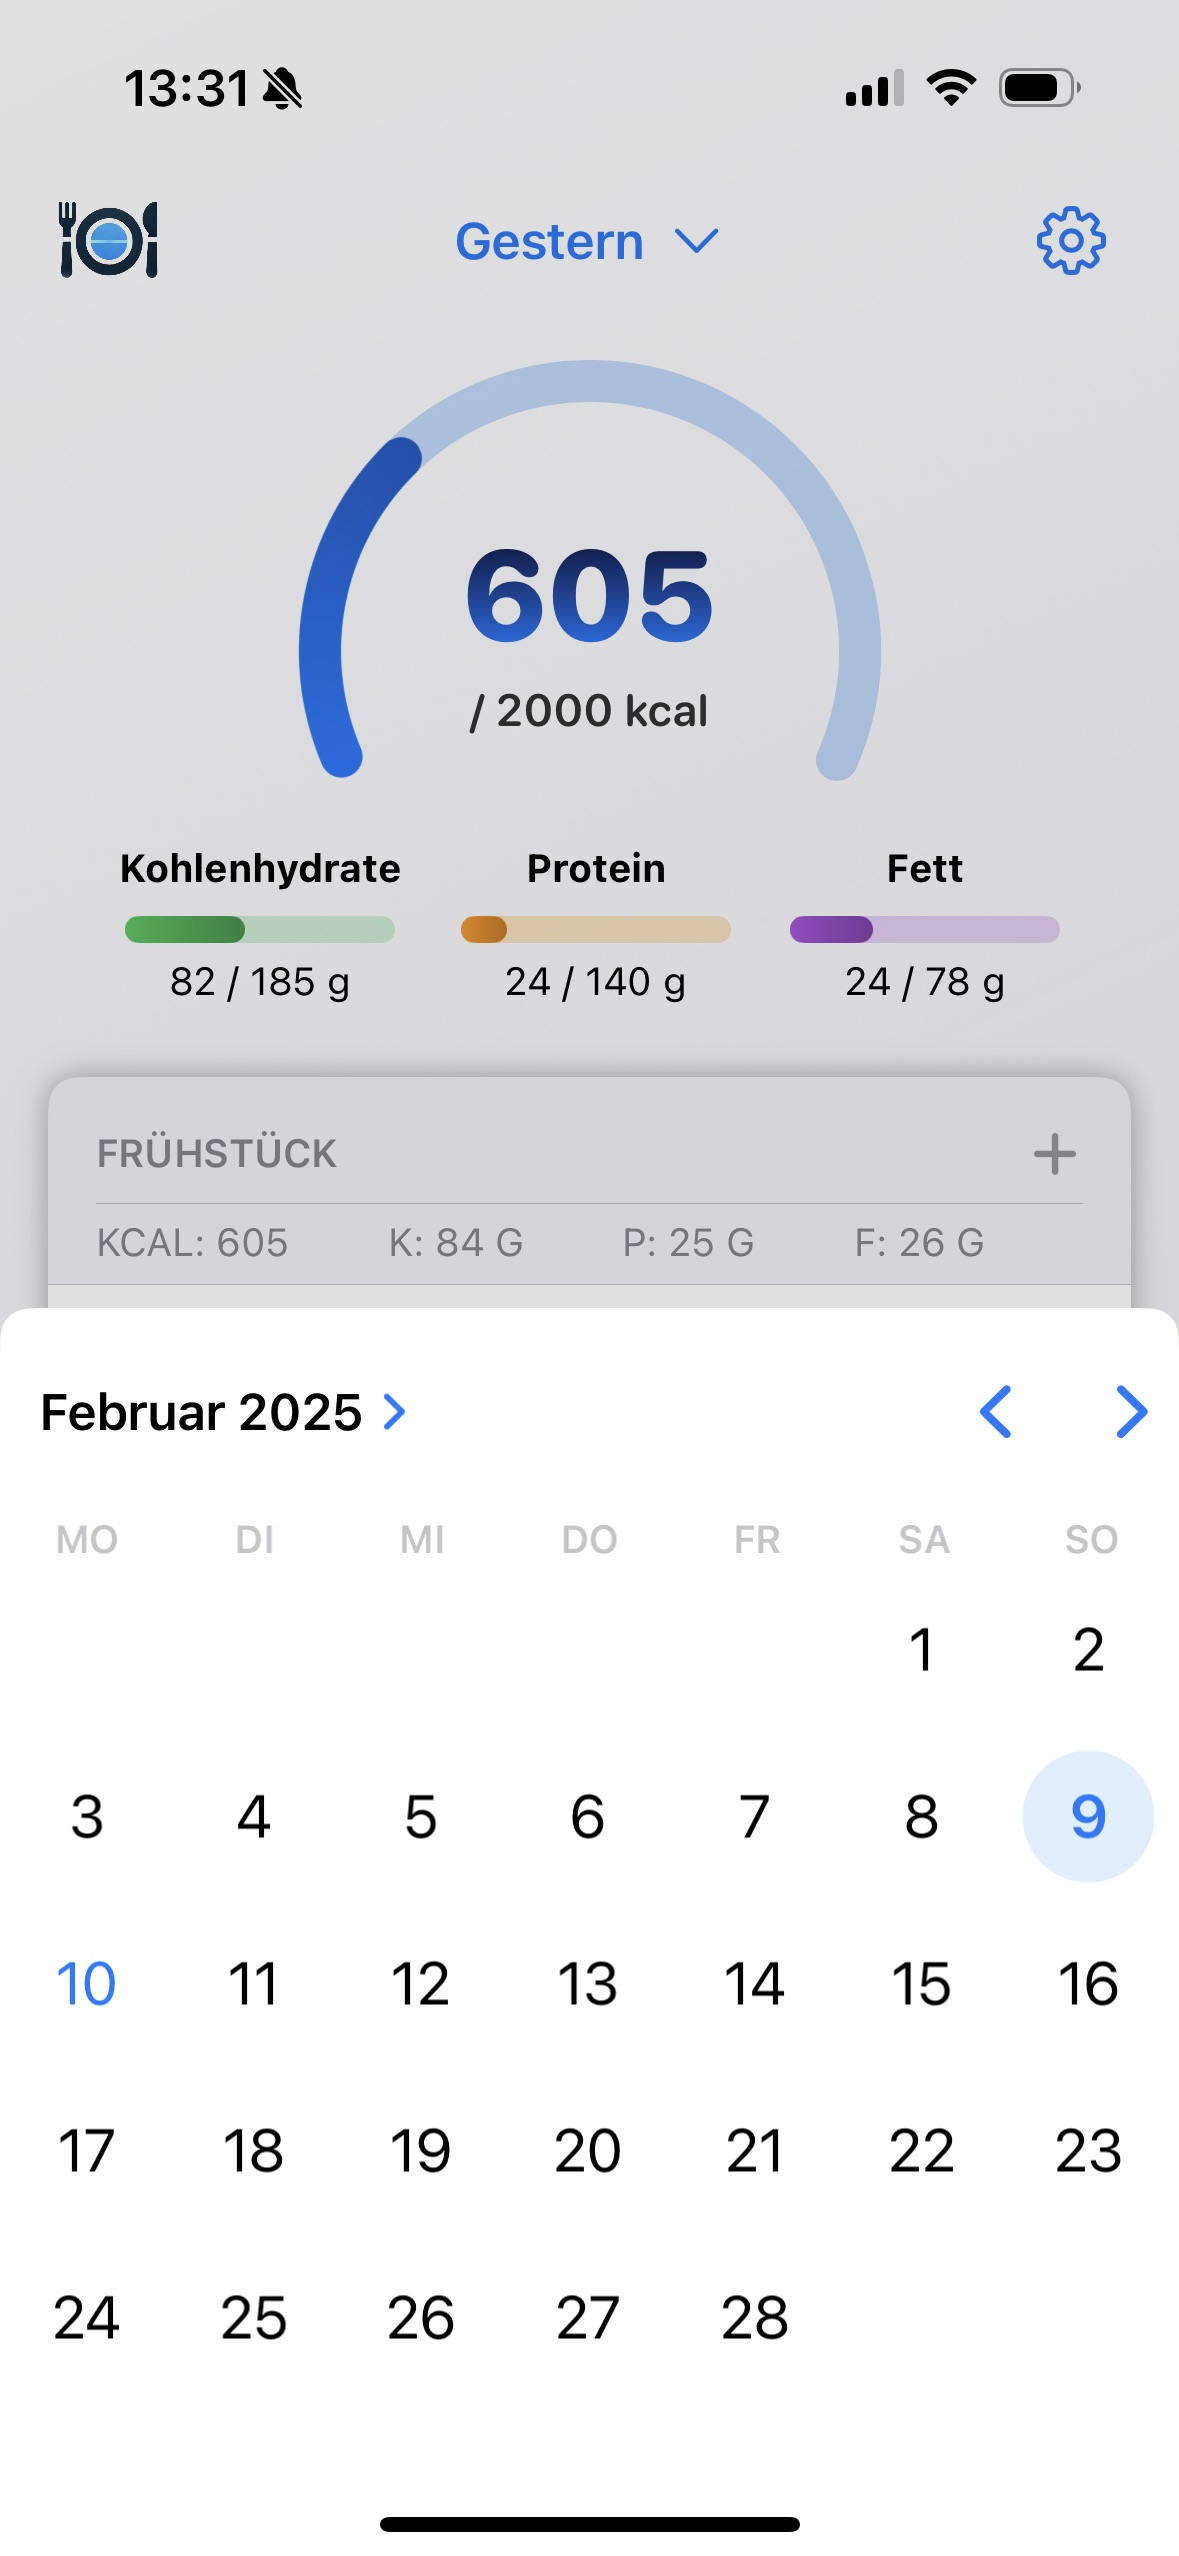 13:31
Gestern
605
/ 2000 kcal
Kohlenhydrate Protein Fett
82 / 185 g 24 / 140 g 24 / 78 g
FRÜHSTÜCK
KCAL: 605 K: 84 G P: 25 G F: 26 G
Februar 2025
MO DI MI DO FR SA SO
1 2
3 4 5 6 7 8 9
10 11 12 13 14 15 16
17 18 19 20 21 22 23
24 25 26 27 28